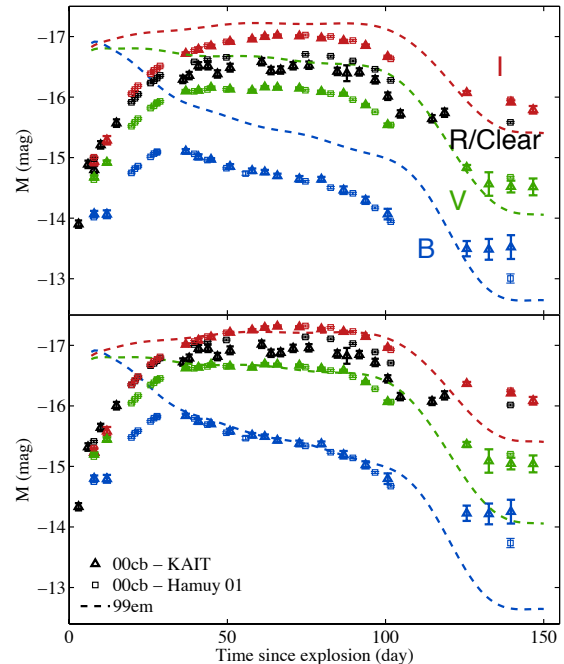 −17
−16
−15
−14
−13
M (mag)
I
R/Clear
V
B
−17
−16
−15
−14
−13
M (mag)
00cb − KAIT
00cb − Hamuy 01
99em
0 50 100 150
Time since explosion (day)